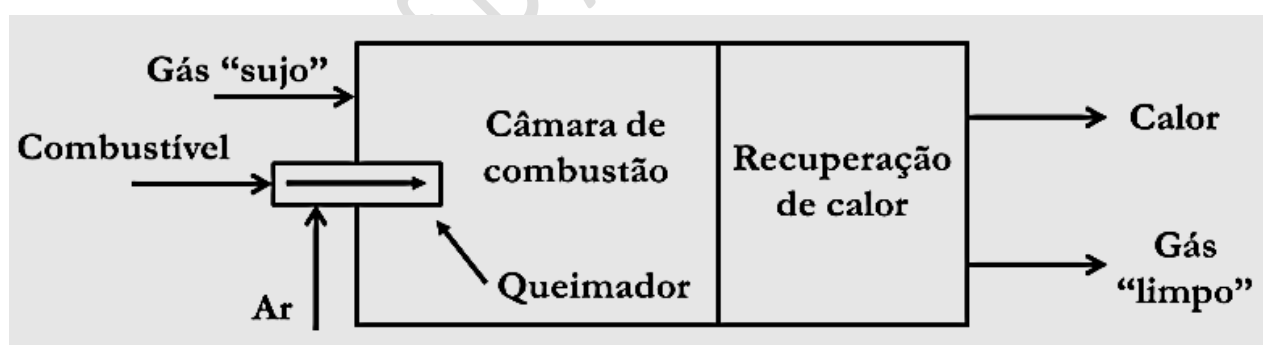 Gás “sujo”
Combustível
Ar
Câmara de
combustão
Queimador
Recuperação
de calor
Calor
Gás
“limpo”